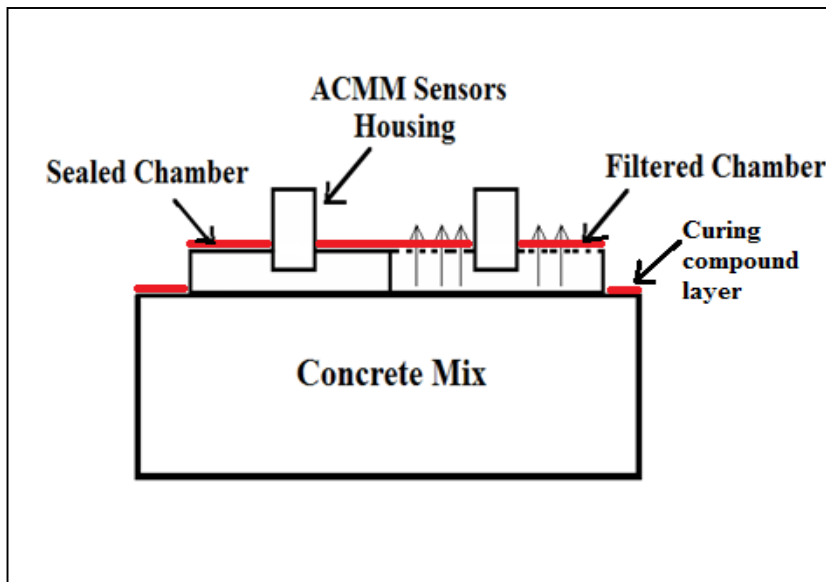 ACMM Sensors
Housing
Sealed Chamber
Filtered Chamber
Curing
compound
layer
Concrete Mix